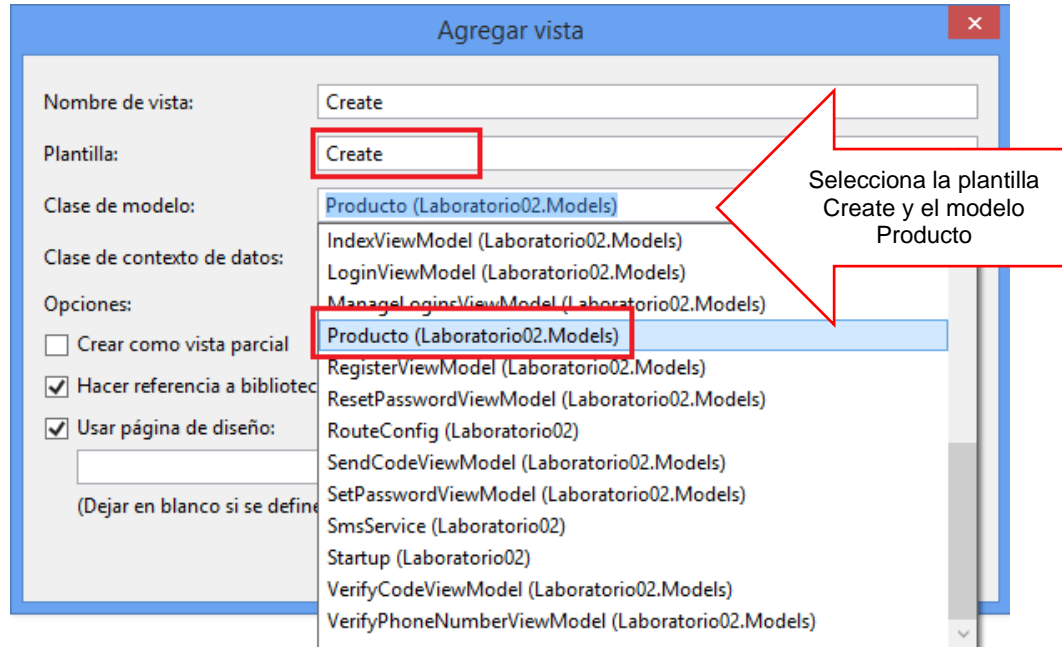 Agregar vista
Nombre de vista:
Create
Plantilla:
Create
Clase de modelo:
Producto (Laboratorio02.Models)
Selecciona la plantilla
Create y el modelo
Producto
Clase de contexto de datos:
Opciones:
Crear como vista parcial
Hacer referencia a bibliotec
Usar página de diseño:
(Dejar en blanco si se define
IndexViewModel (Laboratorio02.Models)
LoginViewModel (Laboratorio02.Models)
ManageLoginsViewModel (Laboratorio02.Models)
Producto (Laboratorio02.Models)
RegisterViewModel (Laboratorio02.Models)
ResetPasswordViewModel (Laboratorio02.Models)
RouteConfig (Laboratorio02)
SendCodeViewModel (Laboratorio02.Models)
SetPasswordViewModel (Laboratorio02.Models)
SmsService (Laboratorio02)
Startup (Laboratorio02)
VerifyCodeViewModel (Laboratorio02.Models)
VerifyPhoneNumberViewModel (Laboratorio02.Models)